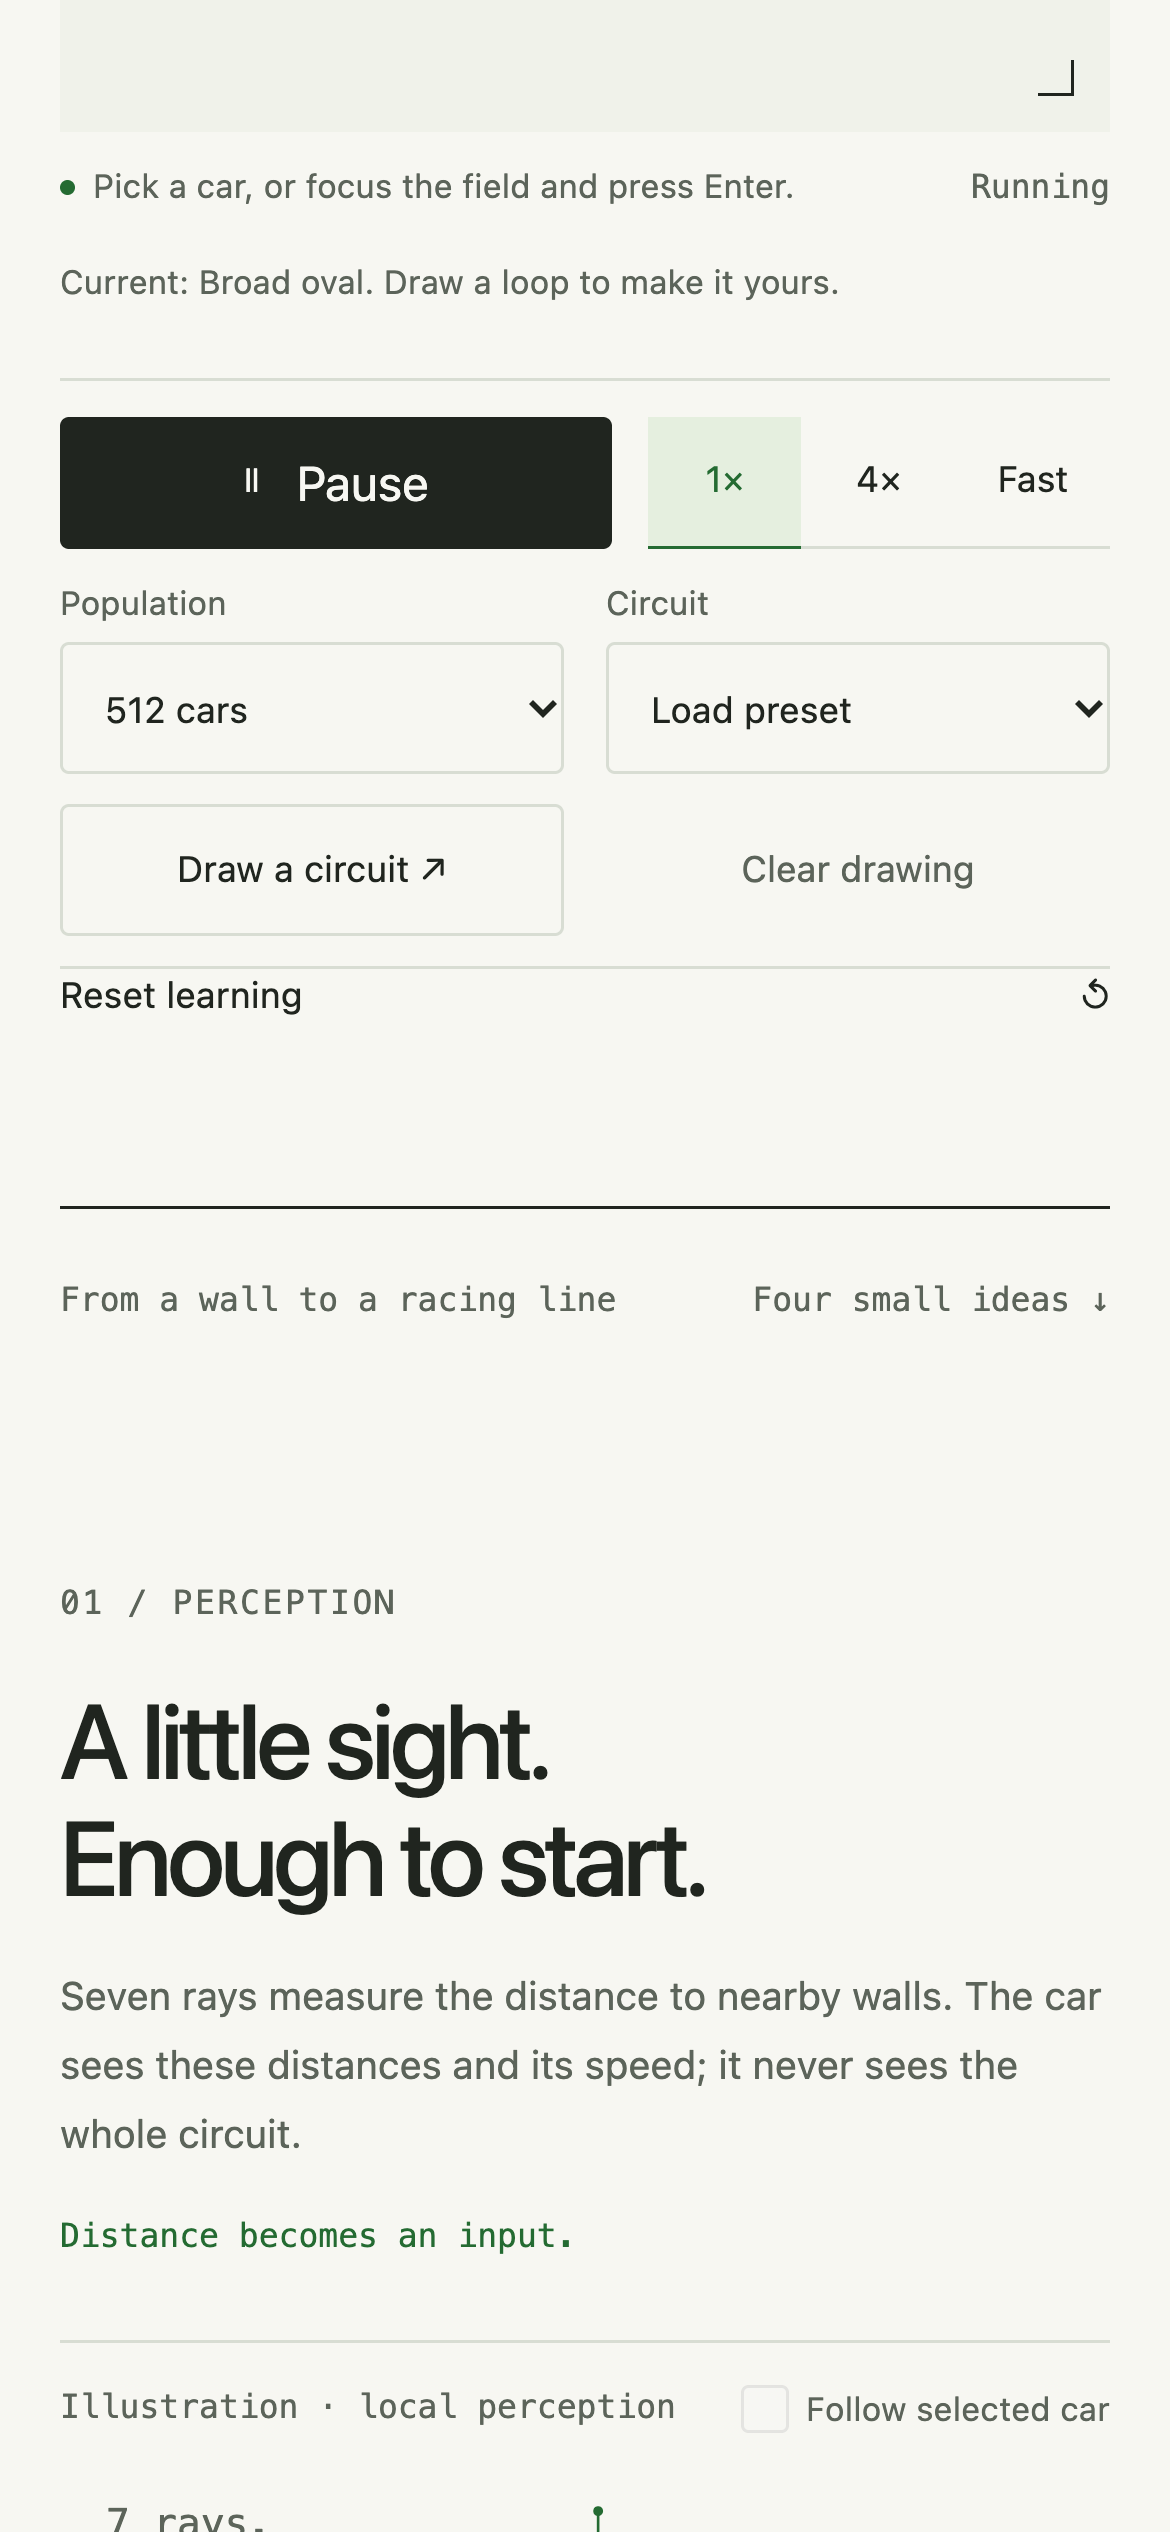 Pick a car, or focus the field and press Enter. Running
Current: Broad oval. Draw a loop to make it yours.
Pause 1× 4× Fast
Population Circuit
512 cars Load preset
Draw a circuit ↗ Clear drawing
Reset learning
From a wall to a racing line Four small ideas ↓
01 / PERCEPTION
A little sight.
Enough to start.
Seven rays measure the distance to nearby walls. The car
sees these distances and its speed; it never sees the
whole circuit.
Distance becomes an input.
Illustration · local perception Follow selected car
7 rays.